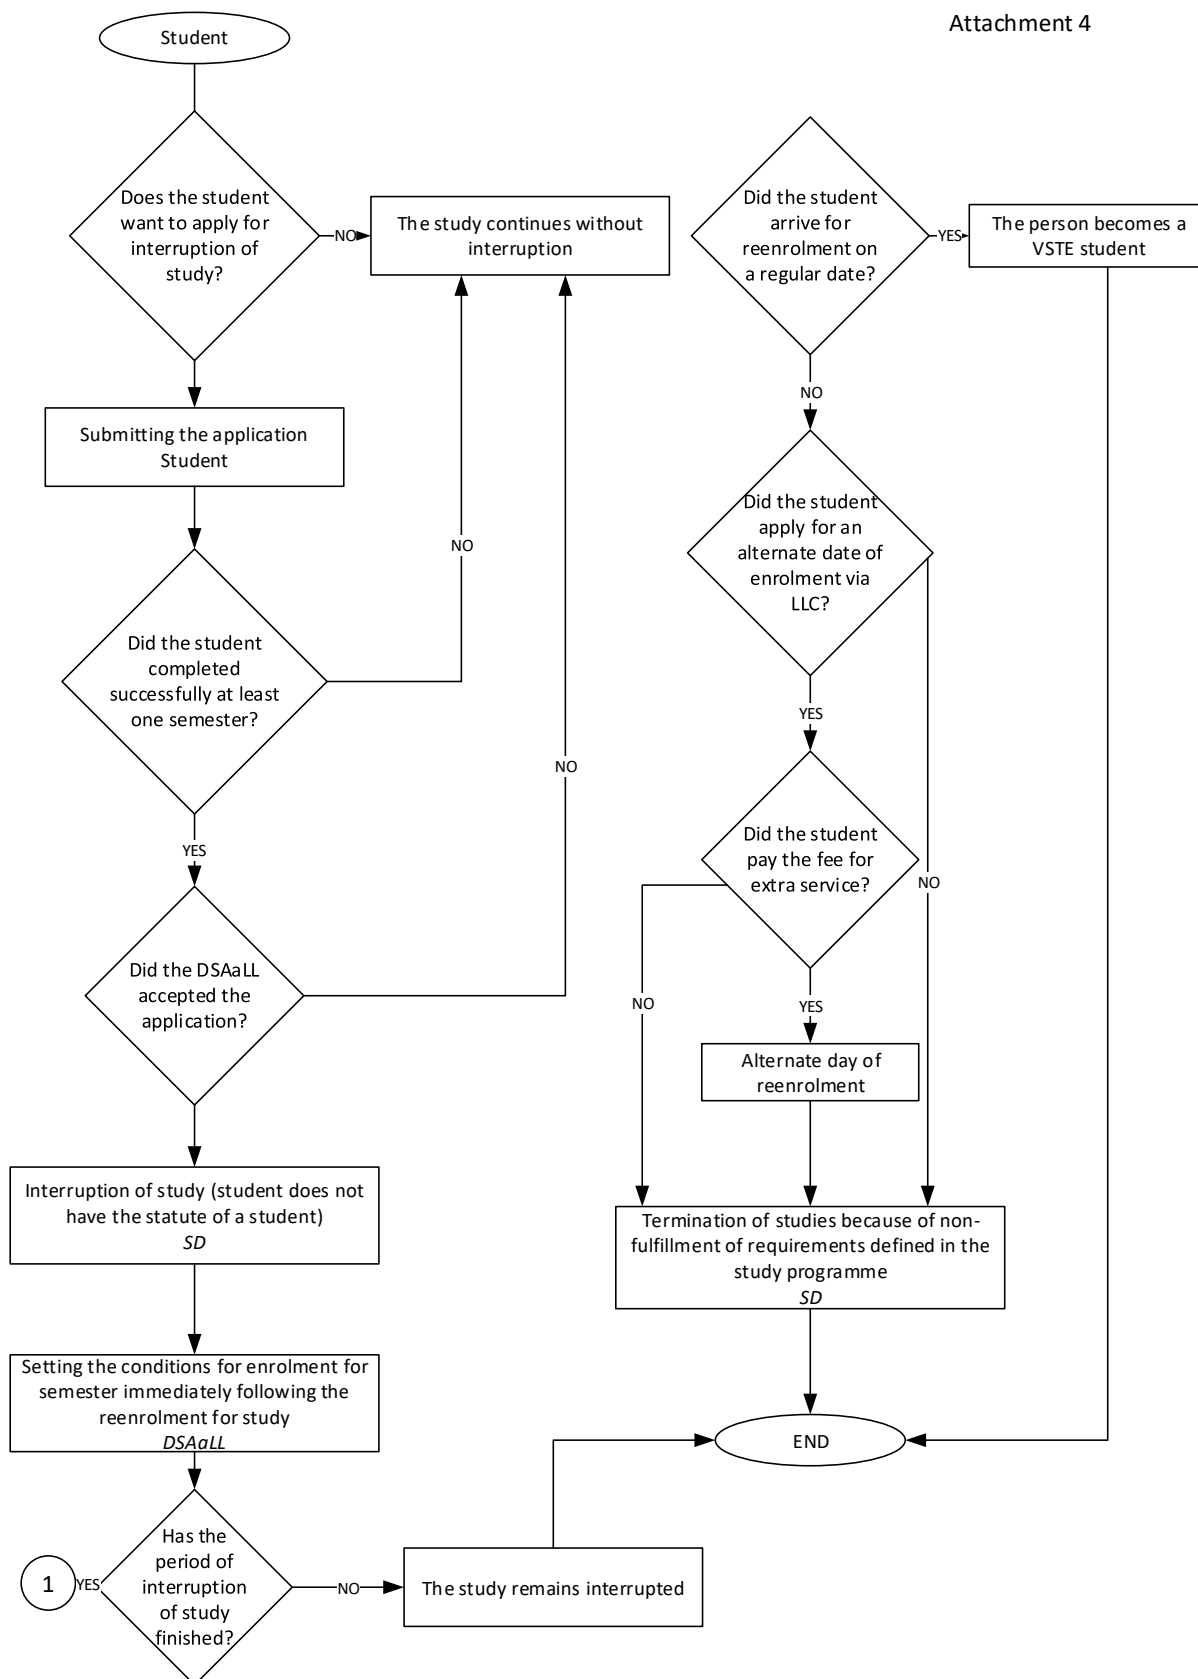 Attachment 4
Student
Does the student
want to apply for
interruption of
study?
NO
The study continues without
interruption
Submitting the application
Student
NO
Did the student
completed
successfully at least
one semester?
NO
YES
Did the DSAaLL
accepted the
application?
Interruption of study (student does not
have the statute of a student)
SD
Setting the conditions for enrolment for
semester immediately following the
reenrolment for study
DSAaLL
Has the
period of
interruption
of study
finished?
1
YES
NO
The study remains interrupted
Did the student
arrive for
reenrolment on
a regular date?
YES
The person becomes a
VSTE student
NO
Did the student
apply for an
alternate date of
enrolment via
LLC?
YES
NO
Did the student
pay the fee for
extra service?
NO
YES
Alternate day of
reenrolment
Termination of studies because of non-
fulfillment of requirements defined in the
study programme
SD
END